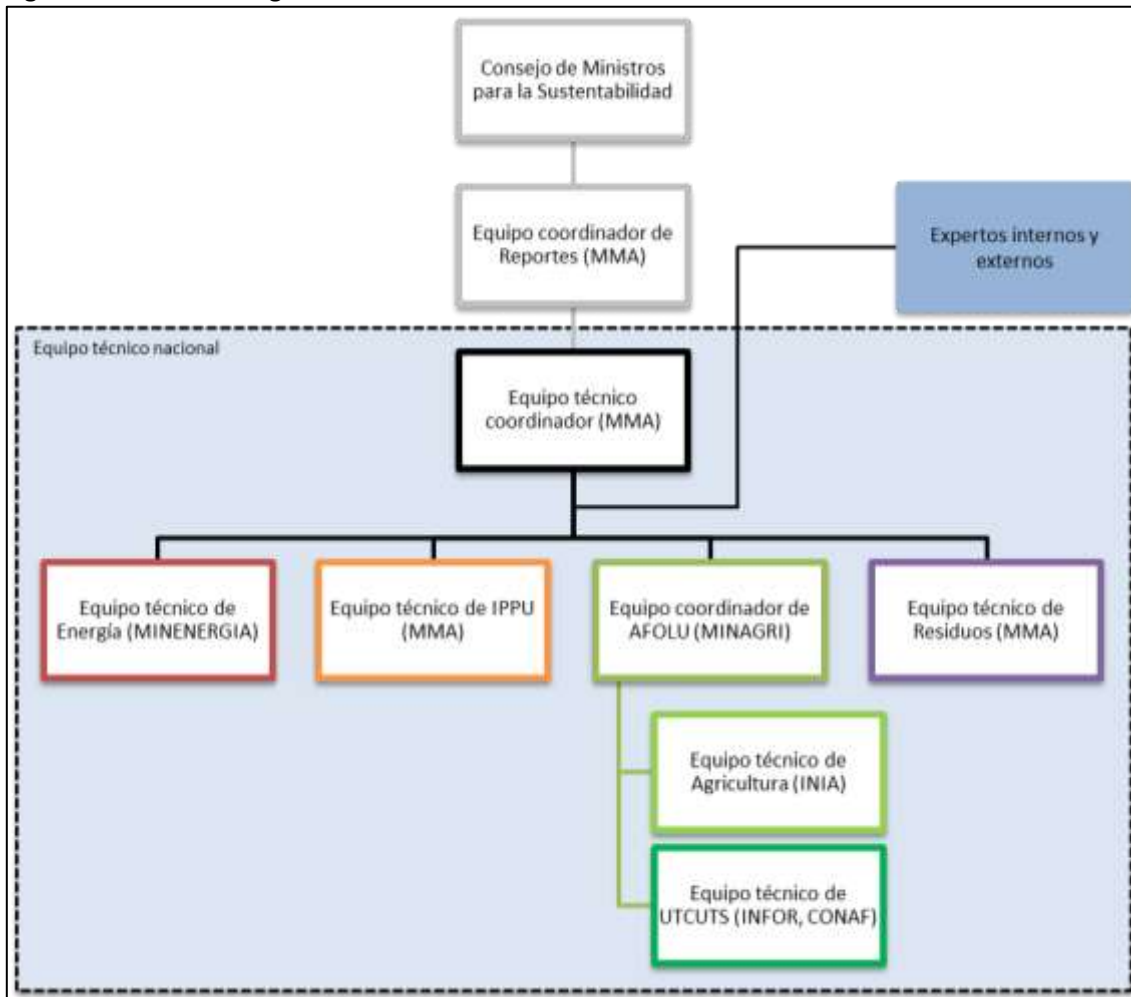 Consejo de Ministros
para la Sustentabilidad
Equipo coordinador de
Reportes (MMA)
Expertos internos y
externos
Equipo técnico nacional
Equipo técnico
coordinador (MMA)
Equipo técnico de
Energía (MINENERGIA)
Equipo técnico de IPPU
(MMA)
Equipo coordinador de
AFOLU (MINAGRI)
Equipo técnico de
Residuos (MMA)
Equipo técnico de
Agricultura (INIA)
Equipo técnico de
UTCUTS (INFOR, CONAF)